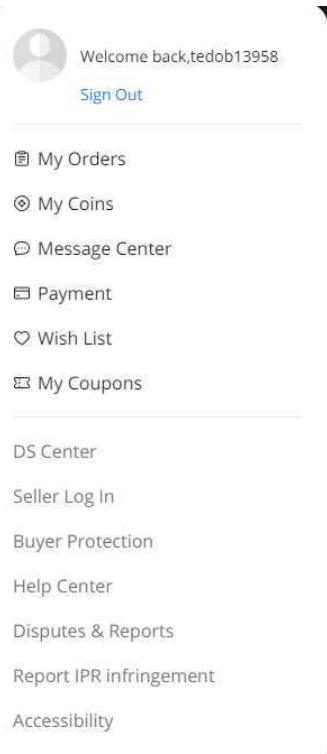 Welcome back,tedob13958
Sign Out
My Orders
My Coins
Message Center
Payment
Wish List
My Coupons
DS Center
Seller Log In
Buyer Protection
Help Center
Disputes & Reports
Report IPR infringement
Accessibility